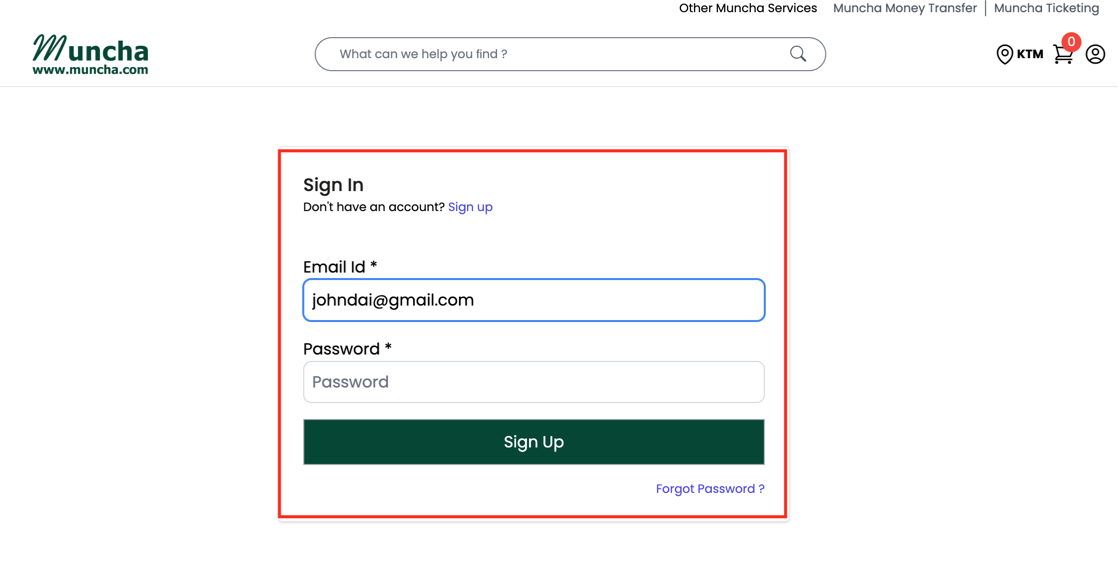 Other Muncha Services Muncha Money Transfer Muncha Ticketing
Muncha
www.muncha.com
What can we help you find ?
KTM
0
Sign In
Don't have an account? Sign up
Email Id *
johndai@gmail.com
Password *
Password
Sign Up
Forgot Password ?